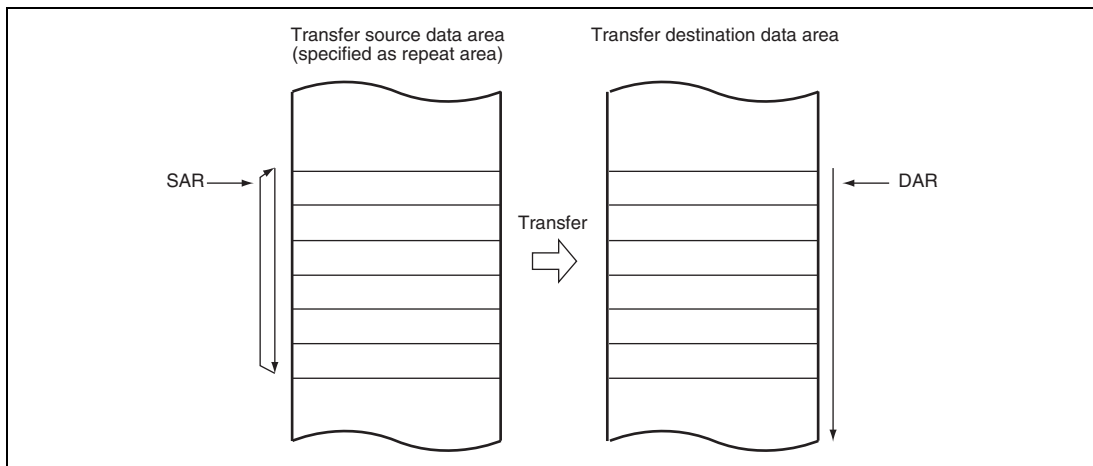 Transfer source data area
(specified as repeat area)
Transfer destination data area
SAR
Transfer
DAR